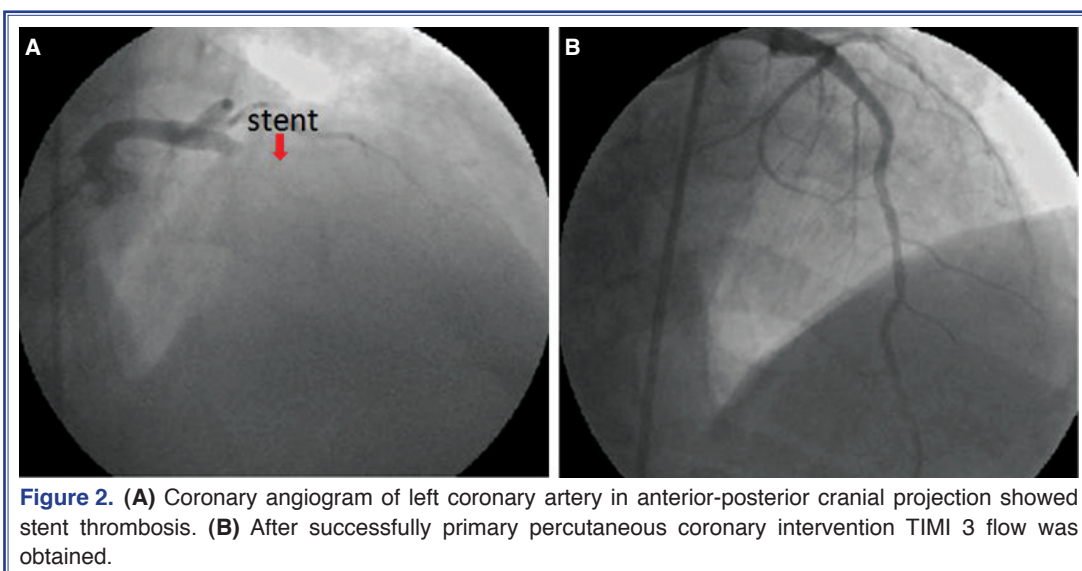 A
B
stent
Figure 2. (A) Coronary angiogram of left coronary artery in anterior-posterior cranial projection showed
stent thrombosis. (B) After successfully primary percutaneous coronary intervention TIMI 3 flow was
obtained.